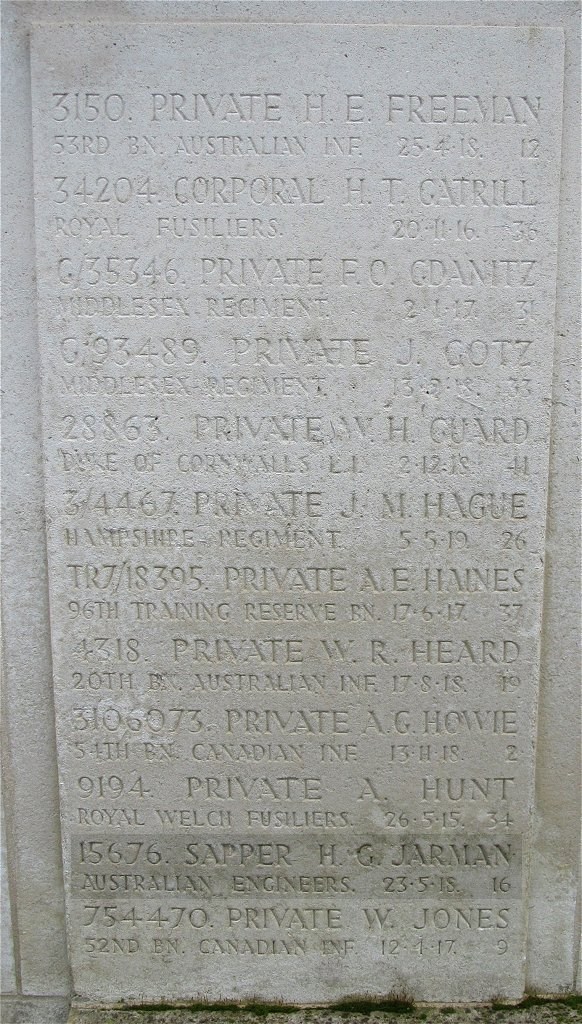 3150. PRIVATE H. E. FREEMAN
53RD BN. AUSTRALIAN INF. 25·4·18. 12
34204. CORPORAL H. T. GATRILL
ROYAL FUSILIERS. 20·11·16. 36
G/35346. PRIVATE F. O. GDANITZ
MIDDLESEX REGIMENT. 2·1·17. 31
G/93489. PRIVATE J. GOTZ
MIDDLESEX REGIMENT. 33
28863. PRIVATE W. H. GUARD
DUKE OF CORNWALLS L.I. 2·12·18. 41
3/4467. PRIVATE J. M. HAGUE
HAMPSHIRE REGIMENT. 5·5·19. 26
TR7/18395. PRIVATE A. E. HAINES
96TH TRAINING RESERVE BN. 17·6·17. 37
4318. PRIVATE W. R. HEARD
20TH BN. AUSTRALIAN INF. 17·8·18. 19
3106073. PRIVATE A. G. HOWIE
54TH BN. CANADIAN INF. 13·11·18. 2
9194. PRIVATE A. HUNT
ROYAL WELCH FUSILIERS. 26·5·15. 34
15676. SAPPER H. G. JARMAN
AUSTRALIAN ENGINEERS. 23·5·18. 16
754470. PRIVATE W. JONES
52ND BN. CANADIAN INF. 9